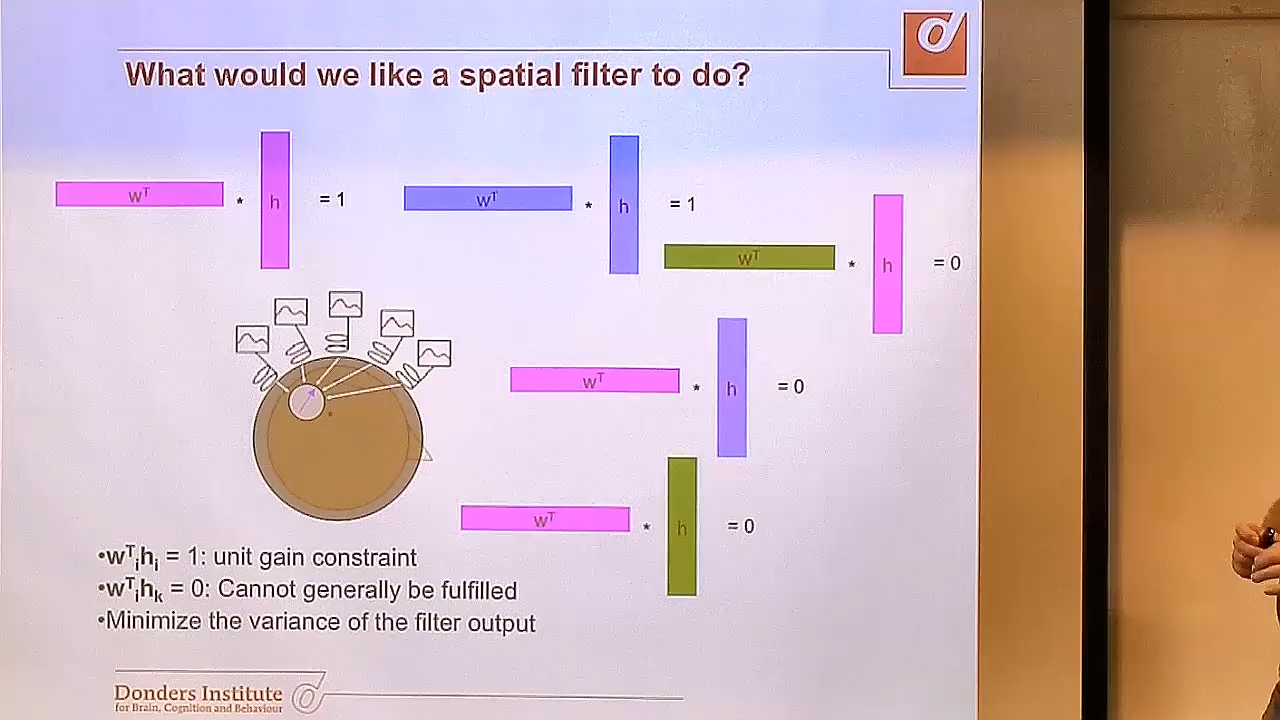 What would we like a spatial filter to do?
wᵀ * h = 1
wᵀ * h = 1
wᵀ * h = 0
wᵀ * h = 0
wᵀ * h = 0
•wᵀᵢhᵢ = 1: unit gain constraint
•wᵀᵢhₖ = 0: Cannot generally be fulfilled
•Minimize the variance of the filter output
Donders Institute
for Brain, Cognition and Behaviour